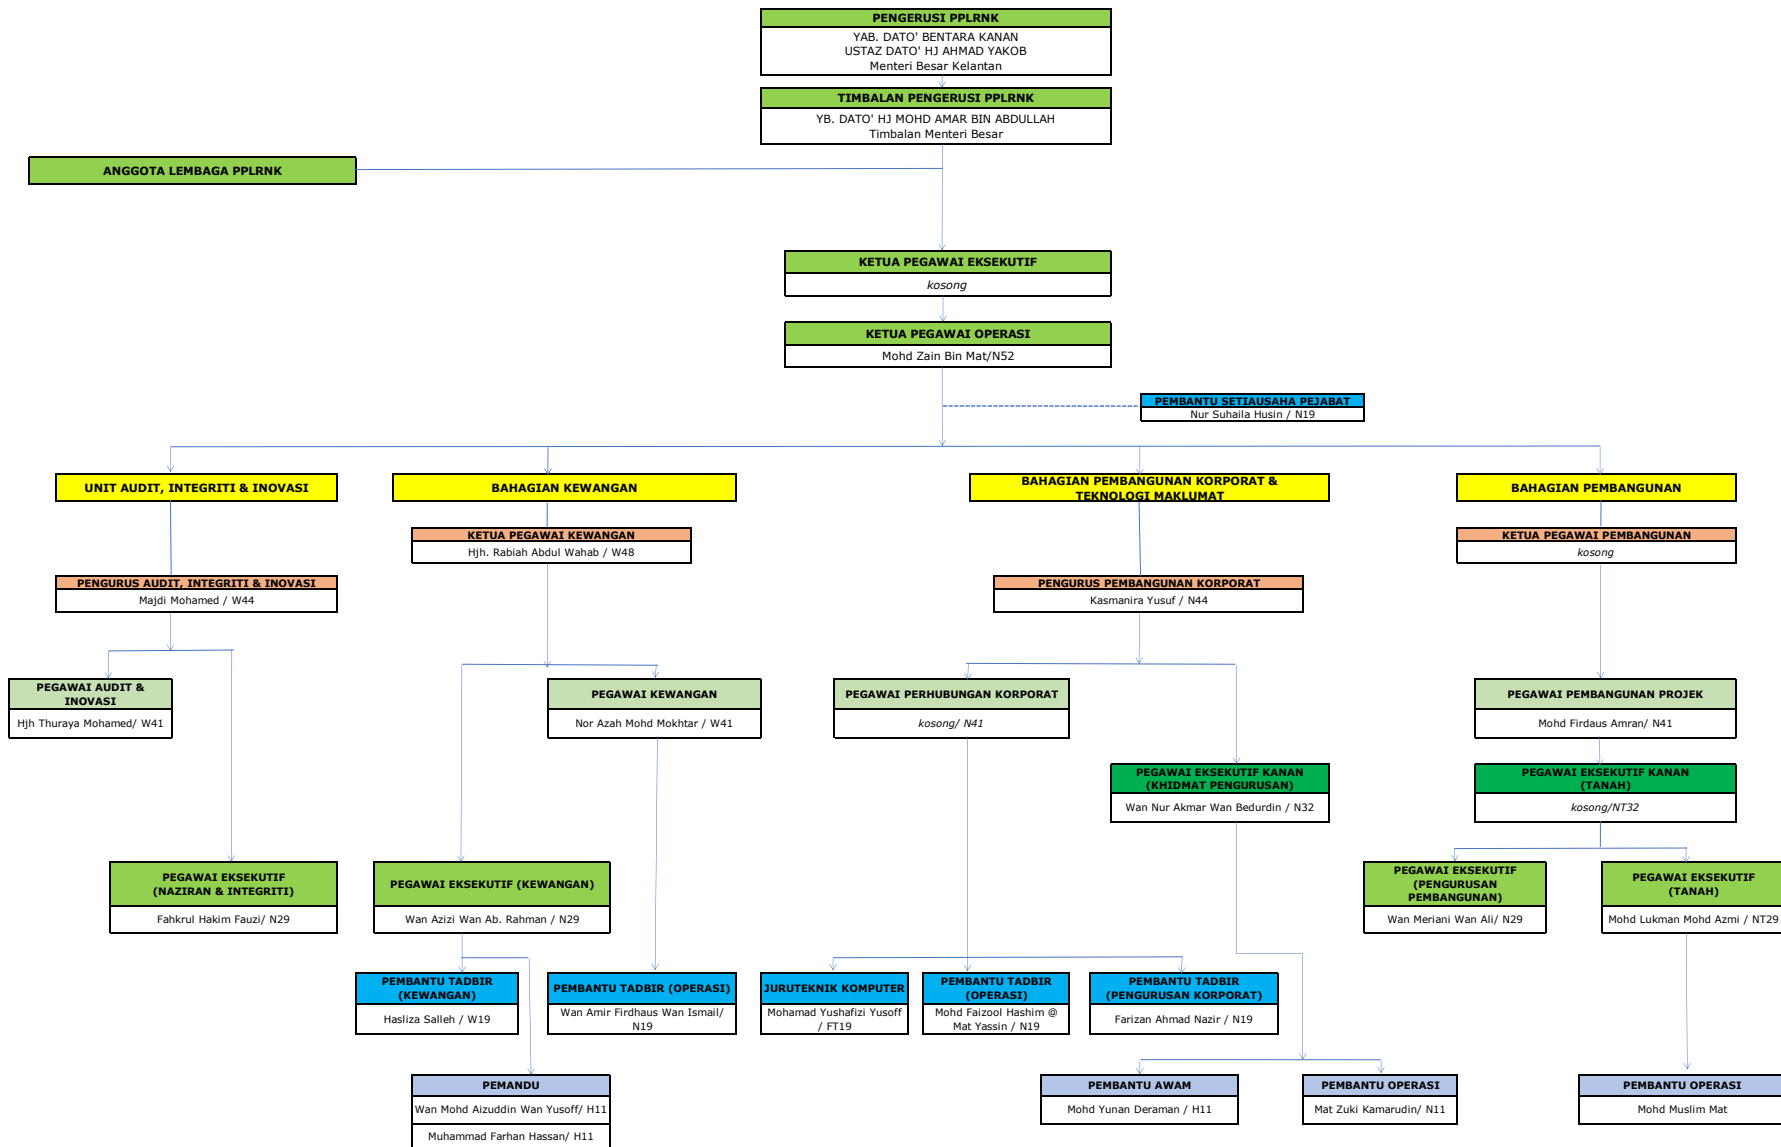 PENGERUSI PPLRNK
YAB. DATO' BENTARA KANAN
USTAZ DATO' HJ AHMAD YAKOB
Menteri Besar Kelantan
TIMBALAN PENGERUSI PPLRNK
YB. DATO' HJ MOHD AMAR BIN ABDULLAH
Timbalan Menteri Besar
ANGGOTA LEMBAGA PPLRNK
KETUA PEGAWAI EKSEKUTIF
kosong
KETUA PEGAWAI OPERASI
Mohd Zain Bin Mat/N52
PEMBANTU SETIAUSAHA PEJABAT
Nur Suhaila Husin / N19
UNIT AUDIT, INTEGRITI & INOVASI
BAHAGIAN KEWANGAN
BAHAGIAN PEMBANGUNAN KORPORAT &
TEKNOLOGI MAKLUMAT
BAHAGIAN PEMBANGUNAN
KETUA PEGAWAI KEWANGAN
Hjh. Rabiah Abdul Wahab / W48
KETUA PEGAWAI PEMBANGUNAN
kosong
PENGURUS AUDIT, INTEGRITI & INOVASI
Majdi Mohamed / W44
PENGURUS PEMBANGUNAN KORPORAT
Kasmanira Yusuf / N44
PEGAWAI AUDIT &
INOVASI
Hjh Thuraya Mohamed/ W41
PEGAWAI KEWANGAN
Nor Azah Mohd Mokhtar / W41
PEGAWAI PERHUBUNGAN KORPORAT
kosong/ N41
PEGAWAI PEMBANGUNAN PROJEK
Mohd Firdaus Amran/ N41
PEGAWAI EKSEKUTIF KANAN
(KHIDMAT PENGURUSAN)
Wan Nur Akmar Wan Bedurdin / N32
PEGAWAI EKSEKUTIF KANAN
(TANAH)
kosong/NT32
PEGAWAI EKSEKUTIF
(NAZIRAN & INTEGRITI)
Fahkrul Hakim Fauzi/ N29
PEGAWAI EKSEKUTIF (KEWANGAN)
Wan Azizi Wan Ab. Rahman / N29
PEGAWAI EKSEKUTIF
(PENGURUSAN
PEMBANGUNAN)
Wan Meriani Wan Ali/ N29
PEGAWAI EKSEKUTIF
(TANAH)
Mohd Lukman Mohd Azmi / NT29
PEMBANTU TADBIR
(KEWANGAN)
Hasliza Salleh / W19
PEMBANTU TADBIR (OPERASI)
Wan Amir Firdhaus Wan Ismail/
N19
JURUTEKNIK KOMPUTER
Mohamad Yushafizi Yusoff
/ FT19
PEMBANTU TADBIR
(OPERASI)
Mohd Faizool Hashim @
Mat Yassin / N19
PEMBANTU TADBIR
(PENGURUSAN KORPORAT)
Farizan Ahmad Nazir / N19
PEMANDU
Wan Mohd Aizuddin Wan Yusoff/ H11
Muhammad Farhan Hassan/ H11
PEMBANTU AWAM
Mohd Yunan Deraman / H11
PEMBANTU OPERASI
Mat Zuki Kamarudin/ N11
PEMBANTU OPERASI
Mohd Muslim Mat